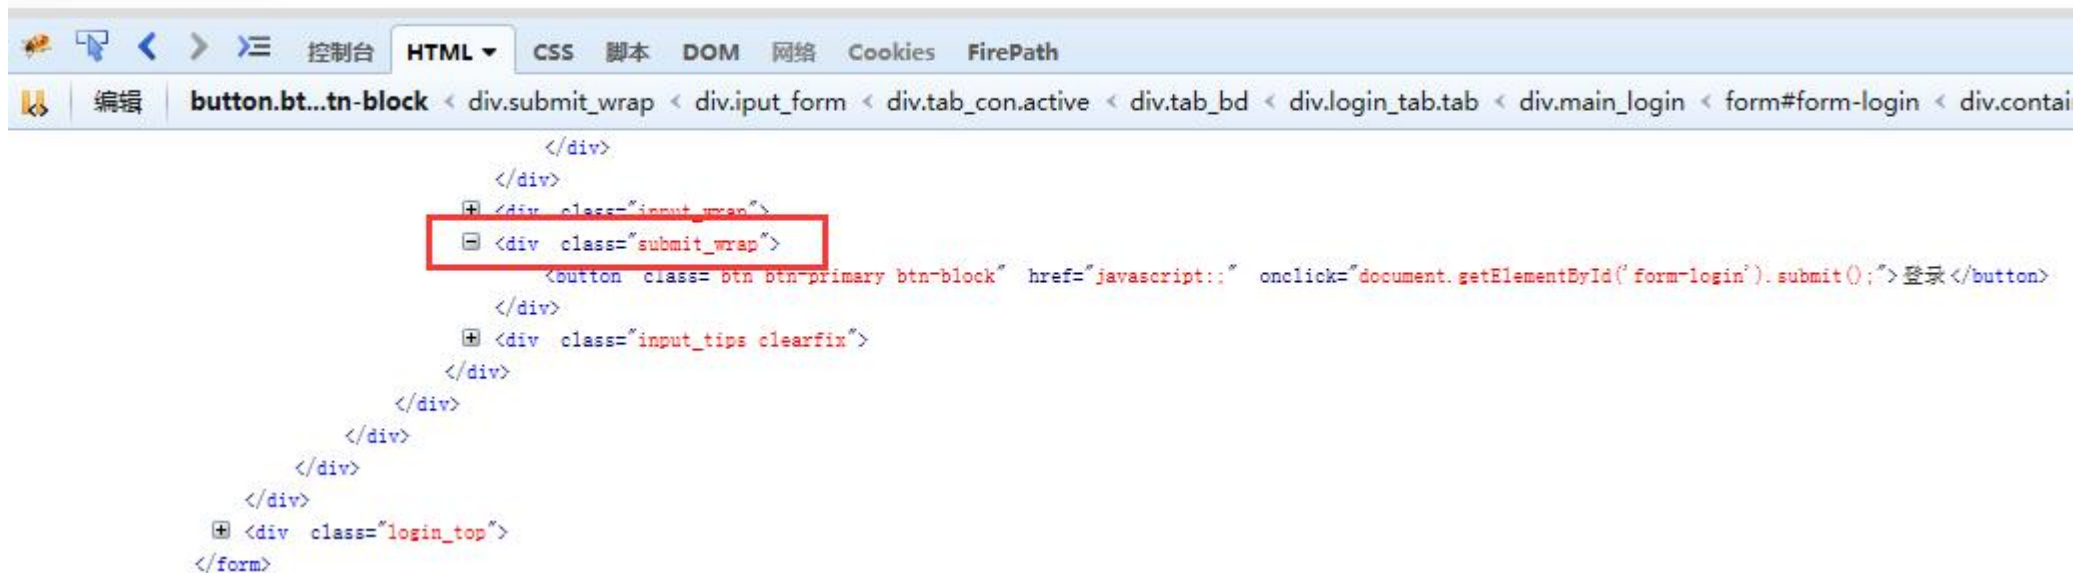 控制台 HTML CSS 脚本 DOM 网络 Cookies FirePath
编辑 button.bt...tn-block < div.submit_wrap < div.iput_form < div.tab_con.active < div.tab_bd < div.login_tab.tab < div.main_login < form#form-login < div.contai
</div>
</div>
<div class="input_wrap">
<div class="submit_wrap">
<button class="btn btn-primary btn-block" href="javascript:;" onclick="document.getElementById('form-login').submit();">登录</button>
</div>
<div class="input_tips clearfix">
</div>
</div>
</div>
</div>
</div>
<div class="login_top">
</form>